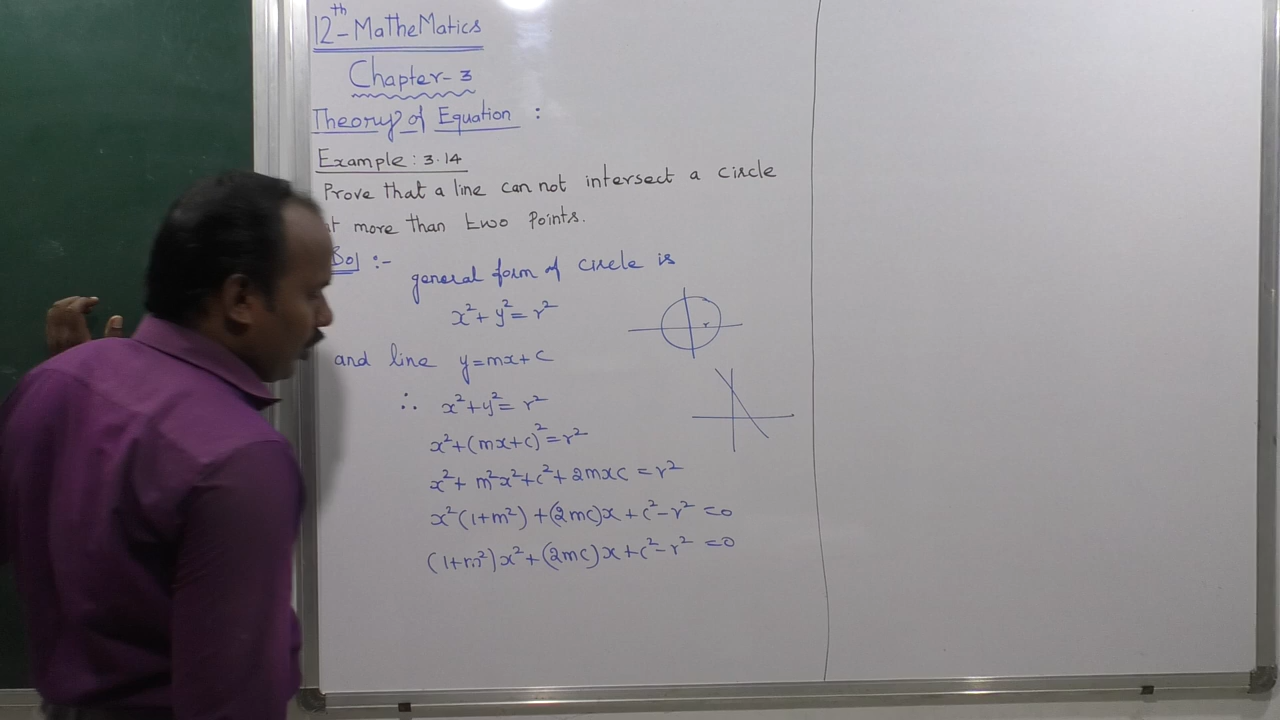 12th- MatheMatics
Chapter- 3
Theory of Equation :
Example : 3.14
Prove that a line can not intersect a circle
more than two Points.
Sol :-
general form of circle is
x²+ y²= r²
and line y=mx+c
∴ x²+y²= r²
x²+(mx+c)²=r²
x²+ m²x²+c²+2mxc = r²
x²(1+m²) +(2mc)x +c²-r² =0
(1+m²)x²+(2mc)x+c²-r² =0
r